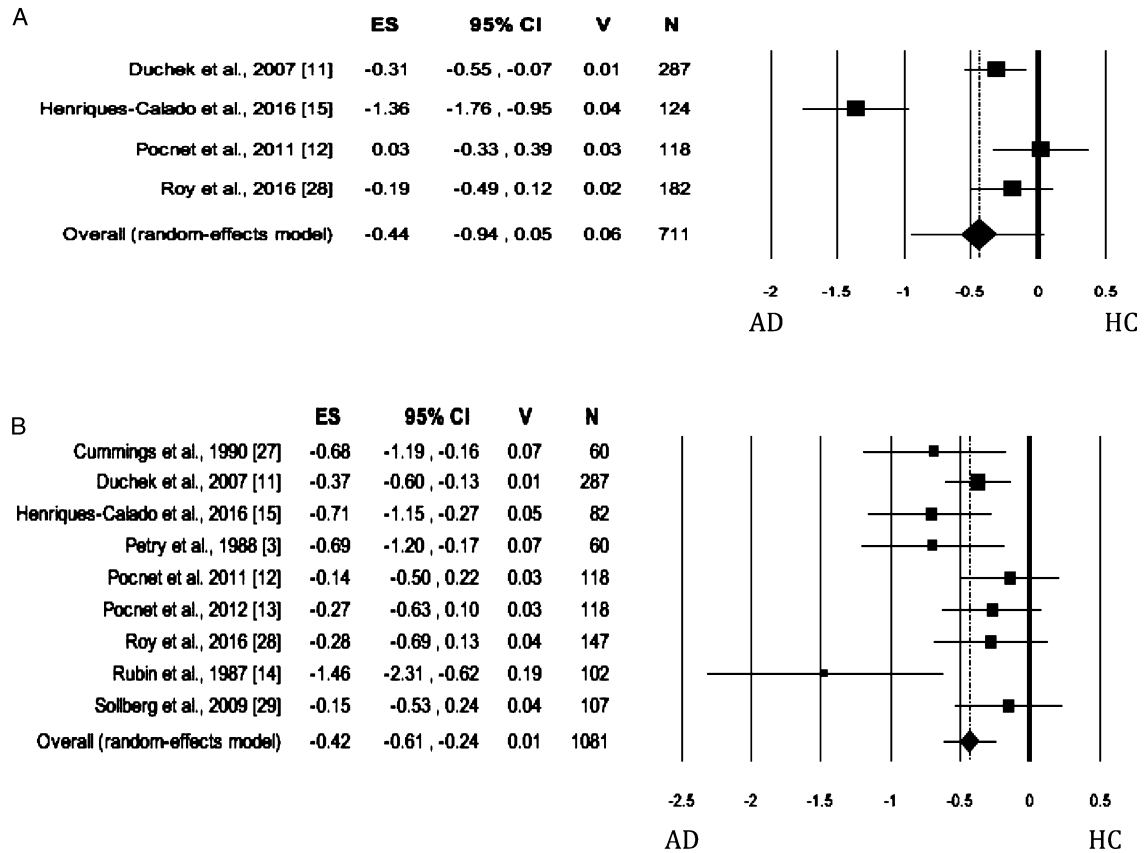 A
ES 95% CI V N
Duchek et al., 2007 [11] -0.31 -0.55 , -0.07 0.01 287
Henriques-Calado et al., 2016 [15] -1.36 -1.76 , -0.95 0.04 124
Pocnet et al., 2011 [12] 0.03 -0.33 , 0.39 0.03 118
Roy et al., 2016 [28] -0.19 -0.49 , 0.12 0.02 182
Overall (random-effects model) -0.44 -0.94 , 0.05 0.06 711
-2 -1.5 -1 -0.5 0 0.5
AD HC
B
ES 95% CI V N
Cummings et al., 1990 [27] -0.68 -1.19 , -0.16 0.07 60
Duchek et al., 2007 [11] -0.37 -0.60 , -0.13 0.01 287
Henriques-Calado et al., 2016 [15] -0.71 -1.15 , -0.27 0.05 82
Petry et al., 1988 [3] -0.69 -1.20 , -0.17 0.07 60
Pocnet et al. 2011 [12] -0.14 -0.50 , 0.22 0.03 118
Pocnet et al., 2012 [13] -0.27 -0.63 , 0.10 0.03 118
Roy et al., 2016 [28] -0.28 -0.69 , 0.13 0.04 147
Rubin et al., 1987 [14] -1.46 -2.31 , -0.62 0.19 102
Sollberg et al., 2009 [29] -0.15 -0.53 , 0.24 0.04 107
Overall (random-effects model) -0.42 -0.61 , -0.24 0.01 1081
-2.5 -2 -1.5 -1 -0.5 0 0.5
AD HC